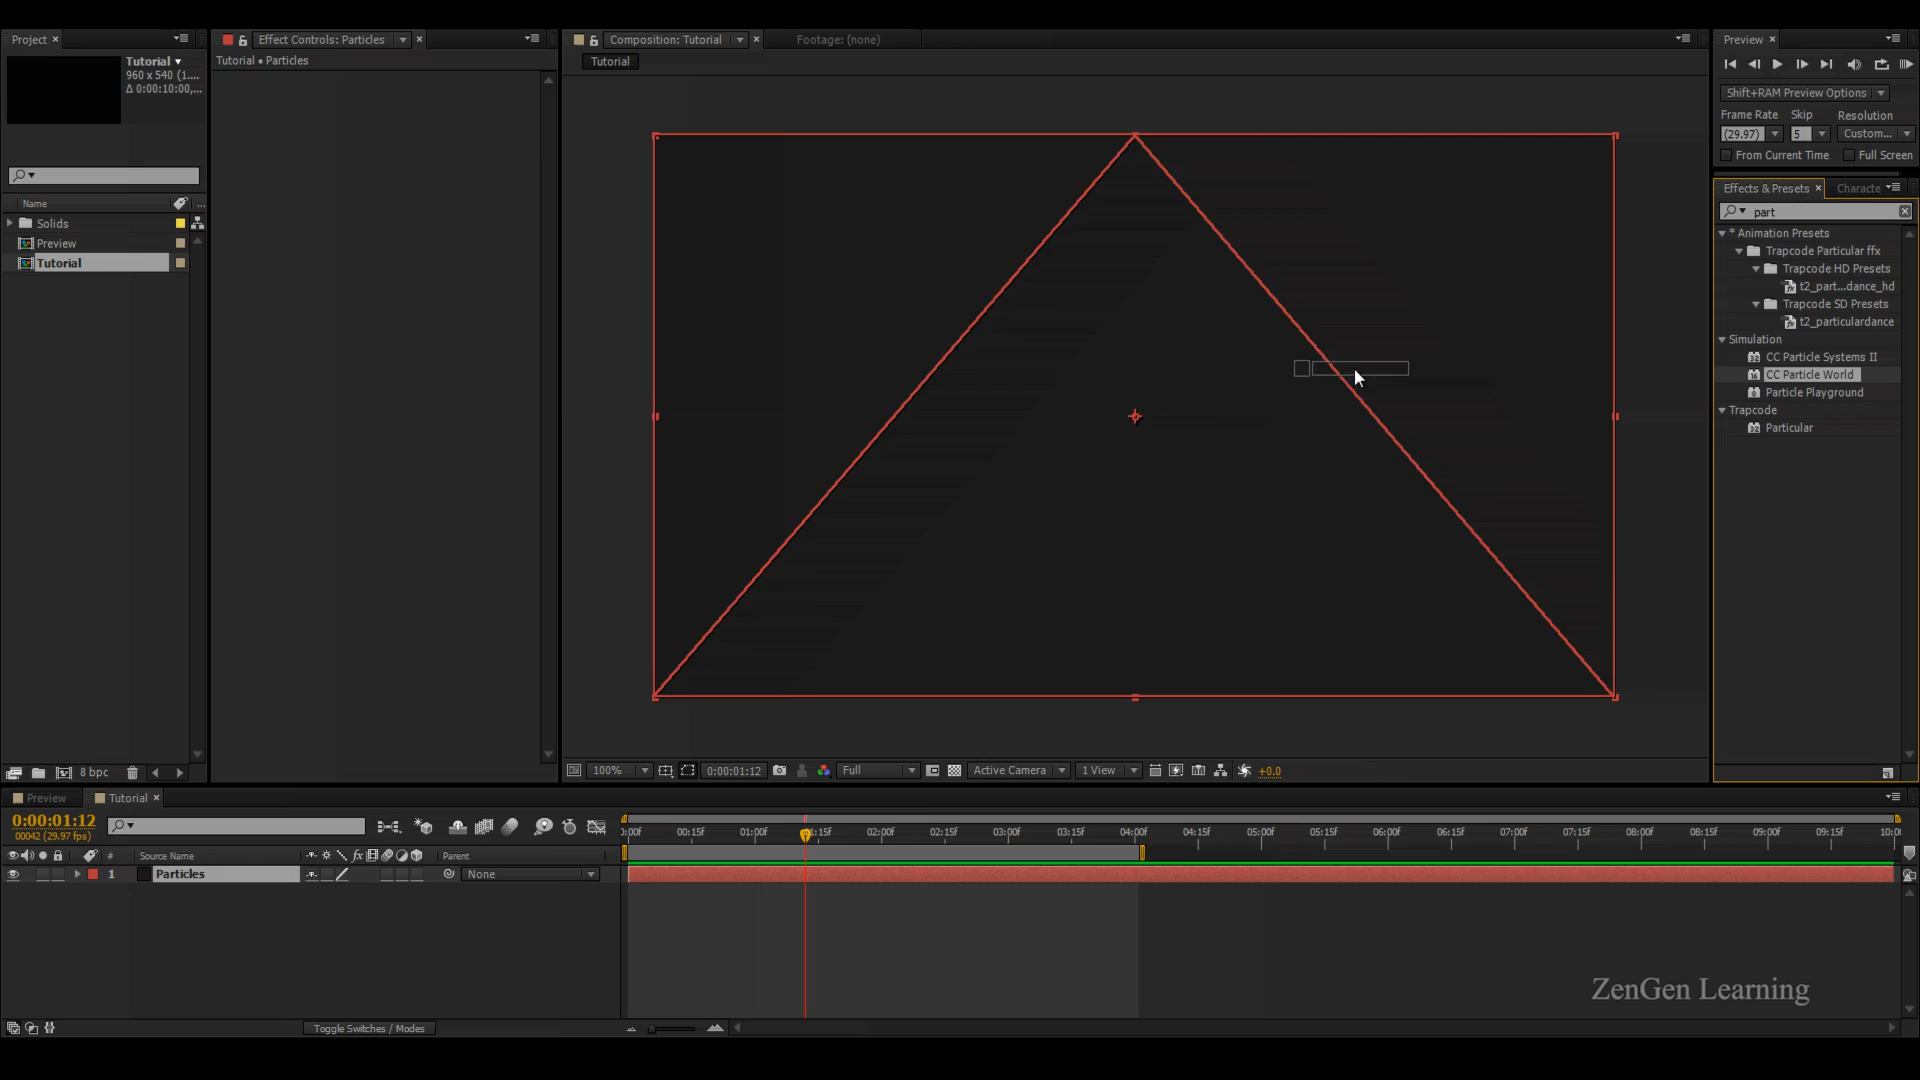 Project
Tutorial
960 x 540 (1....
Δ 0:00:10:00,...
Name
...
Solids
Preview
Tutorial
8 bpc
Effect Controls: Particles
Tutorial • Particles
Composition: Tutorial
Footage: (none)
Tutorial
100%
0:00:01:12
Full
Active Camera
1 View
+0.0
Preview
Shift+RAM Preview Options
Frame Rate Skip Resolution
(29.97) 5 Custom...
From Current Time Full Screen
Effects & Presets Characte
part
* Animation Presets
Trapcode Particular ffx
Trapcode HD Presets
t2_part...dance_hd
Trapcode SD Presets
t2_particulardance
Simulation
CC Particle Systems II
CC Particle World
Particle Playground
Trapcode
Particular
Preview Tutorial
0:00:01:12
00042 (29.97 fps)
# Source Name fx Parent
1 Particles None
):00f 00:15f 01:00f 1:15f 02:00f 02:15f 03:00f 03:15f 04:00f 04:15f 05:00f 05:15f 06:00f 06:15f 07:00f 07:15f 08:00f 08:15f 09:00f 09:15f 10:0
Toggle Switches / Modes
ZenGen Learning